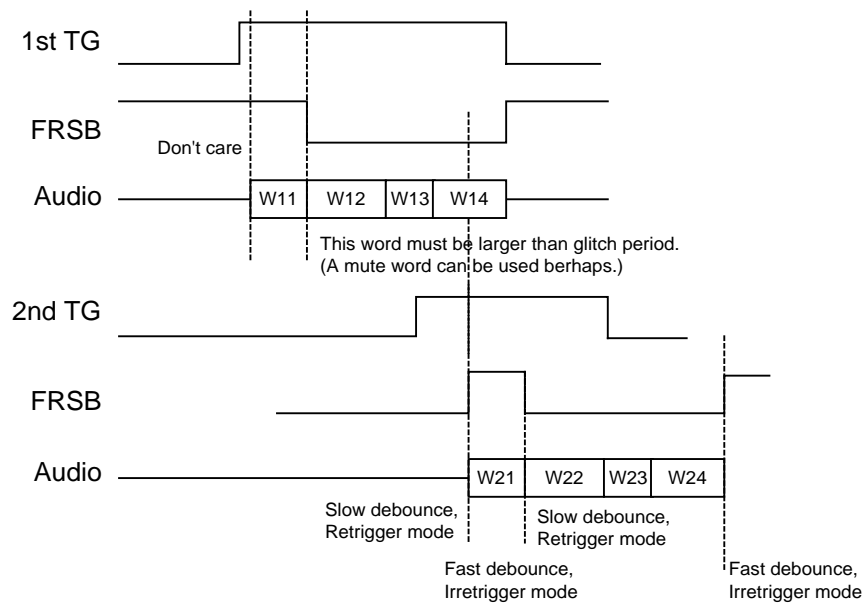 1st TG
FRSB
Don't care
Audio
W11 W12 W13 W14
This word must be larger than glitch period.
(A mute word can be used berhaps.)
2nd TG
FRSB
Audio
W21 W22 W23 W24
Slow debounce,
Retrigger mode
Slow debounce,
Retrigger mode
Fast debounce,
Irretrigger mode
Fast debounce,
Irretrigger mode